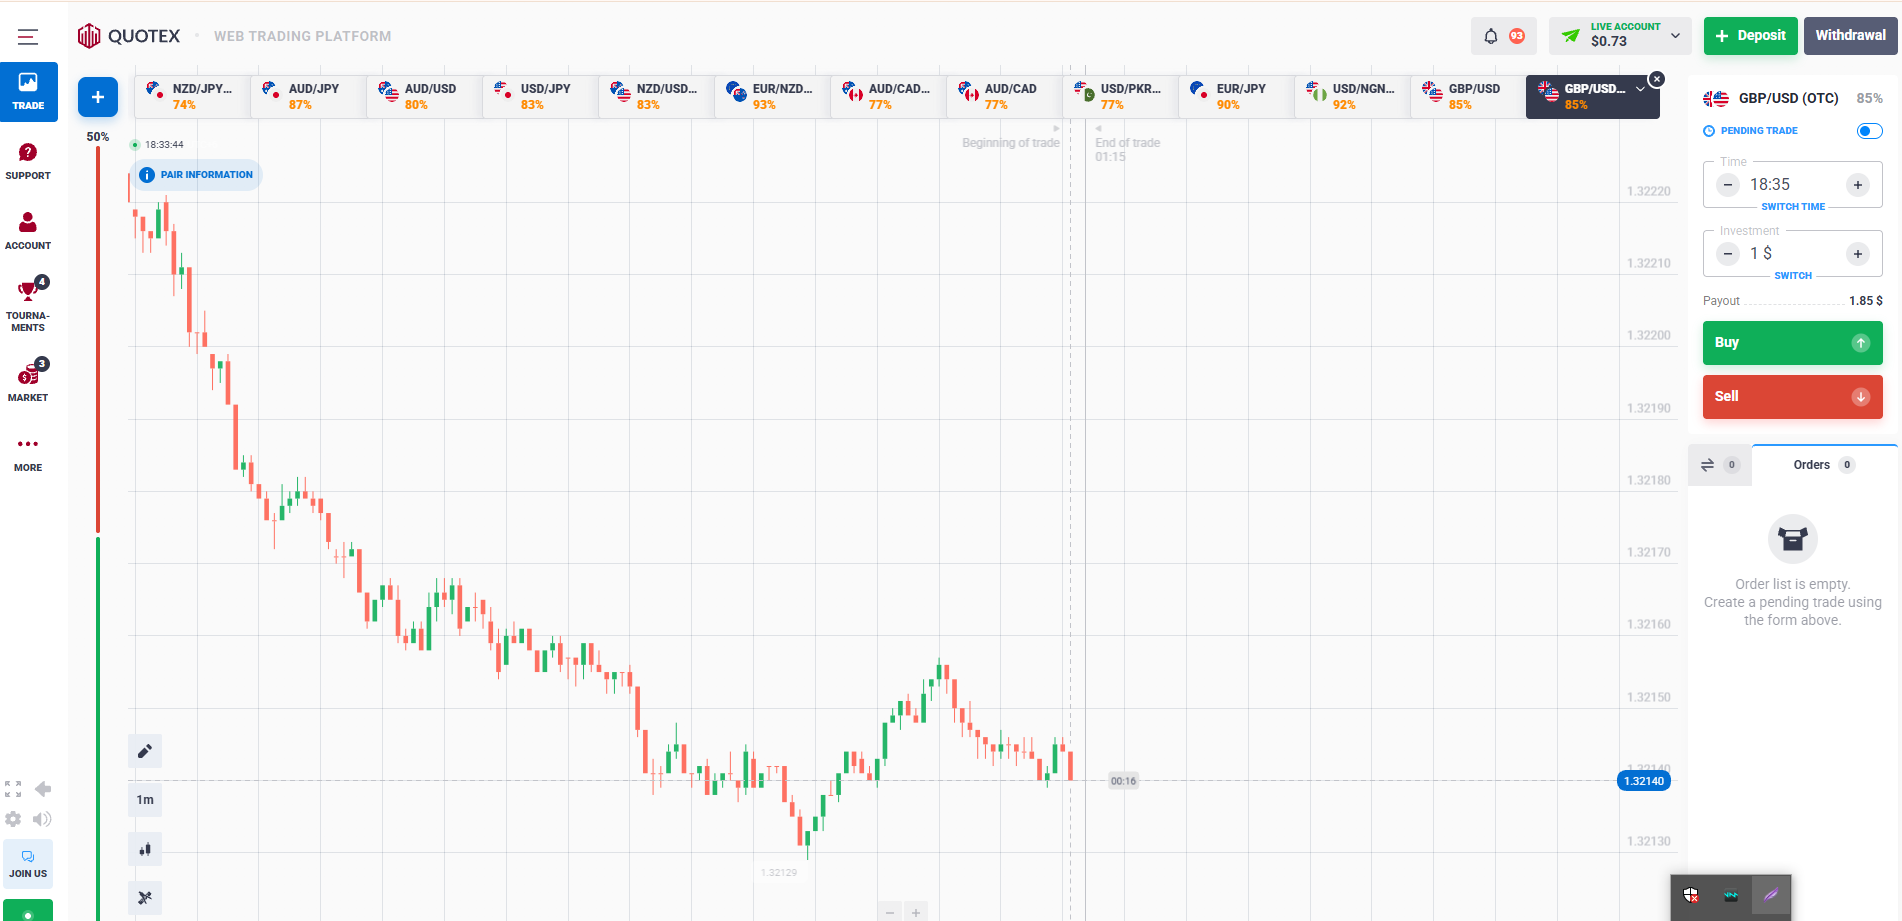 QUOTEX
WEB TRADING PLATFORM
93
LIVE ACCOUNT
$0.73
Deposit
Withdrawal
TRADE
50%
SUPPORT
ACCOUNT
4
TOURNA-
MENTS
3
MARKET
MORE
JOIN US
NZD/JPY...
74%
AUD/JPY
87%
AUD/USD
80%
USD/JPY
83%
NZD/USD...
83%
EUR/NZD...
93%
AUD/CAD...
77%
AUD/CAD
77%
USD/PKR...
77%
EUR/JPY
90%
USD/NGN...
92%
GBP/USD
85%
GBP/USD...
85%
18:33:44
PAIR INFORMATION
Beginning of trade
End of trade
01:15
1.32220
1.32210
1.32200
1.32190
1.32180
1.32170
1.32160
1.32150
1.32140
1.32140
1.32130
00:16
1.32129
1m
GBP/USD (OTC)
85%
PENDING TRADE
Time
18:35
SWITCH TIME
Investment
1 $
SWITCH
Payout
1.85 $
Buy
Sell
0
Orders
0
Order list is empty.
Create a pending trade using
the form above.